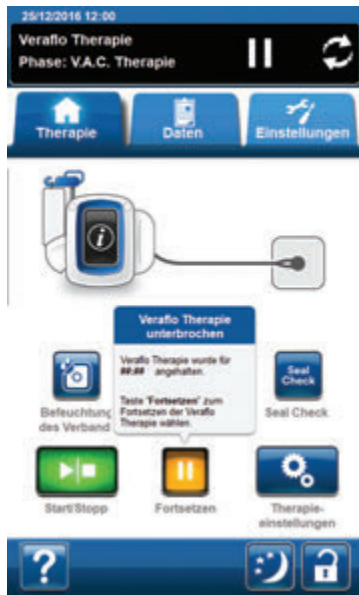 25/12/2016 12:00
Veraflo Therapie
Phase: V.A.C. Therapie
Therapie
Daten
Einstellungen
Veraflo Therapie
unterbrochen
Veraflo Therapie wurde für
##:## angehalten.
Taste "Fortsetzen" zum
Fortsetzen der Veraflo
Therapie wählen.
Befeuchtung
des Verband
Seal
Check
Seal Check
Start/Stopp
Fortsetzen
Therapie-
einstellungen
?